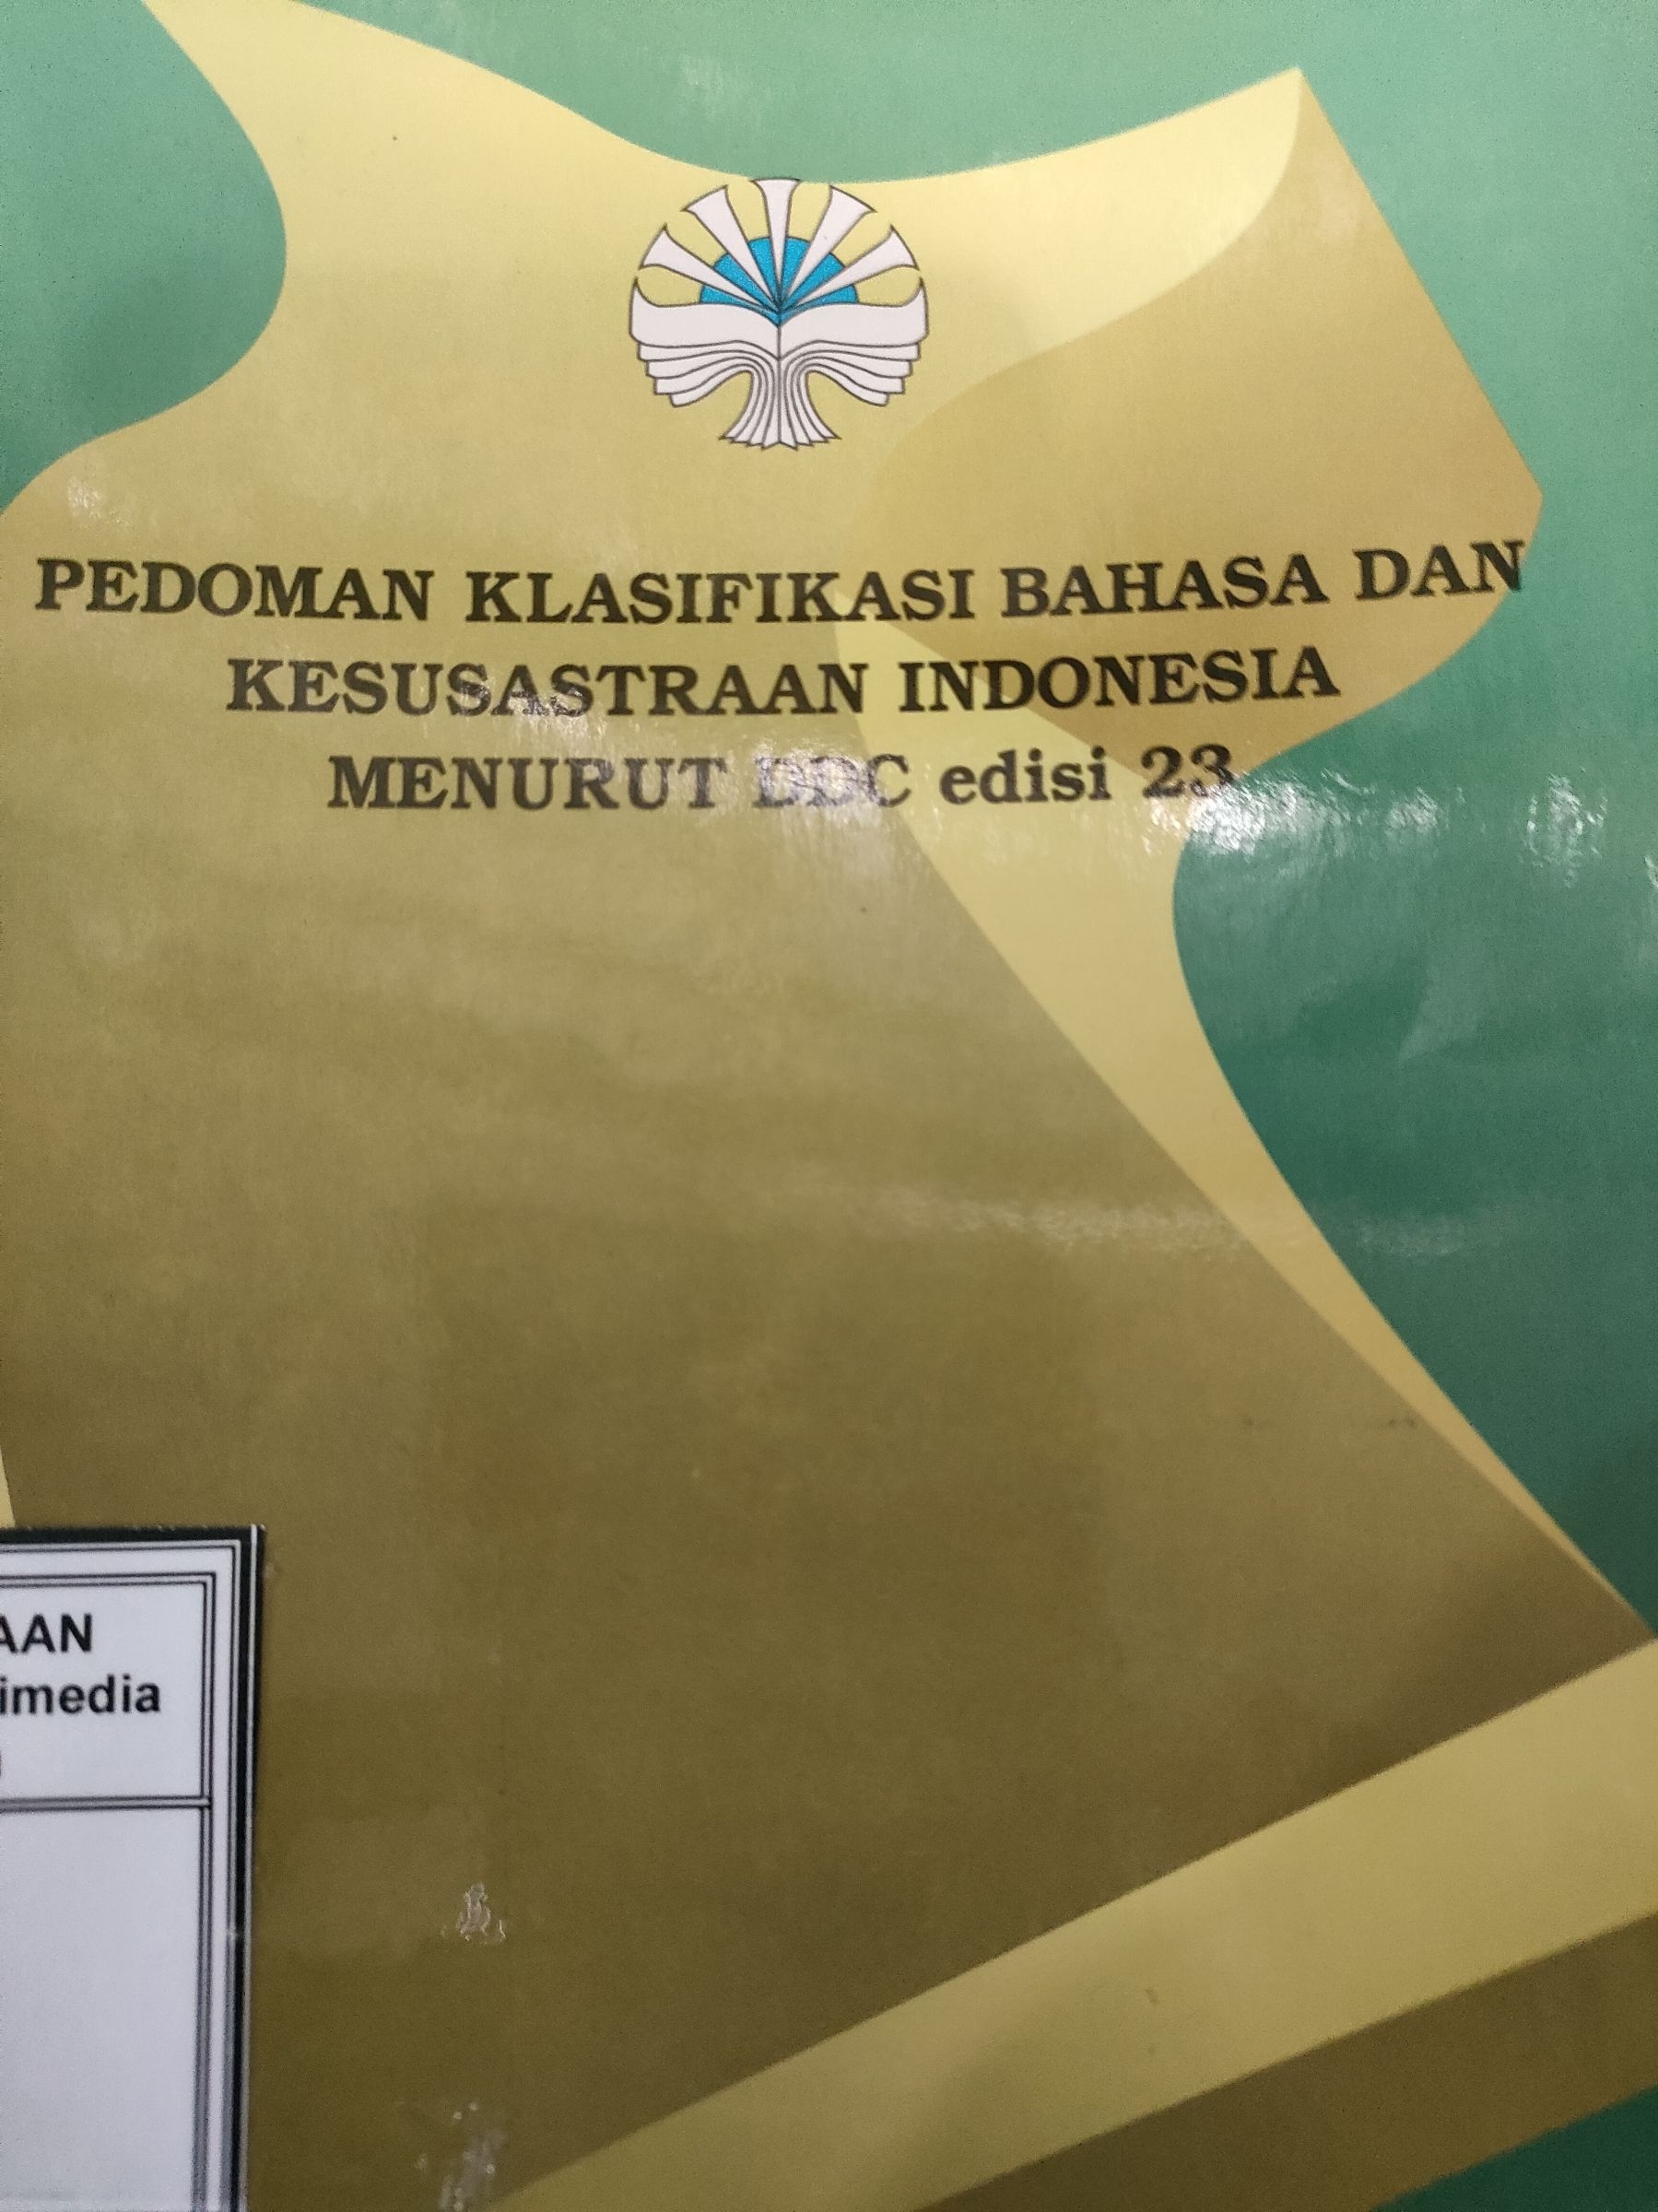 PEDOMAN KLASIFIKASI BAHASA DAN
KESUSASTRAAN INDONESIA
MENURUT DDC edisi 23
AAN
imedia